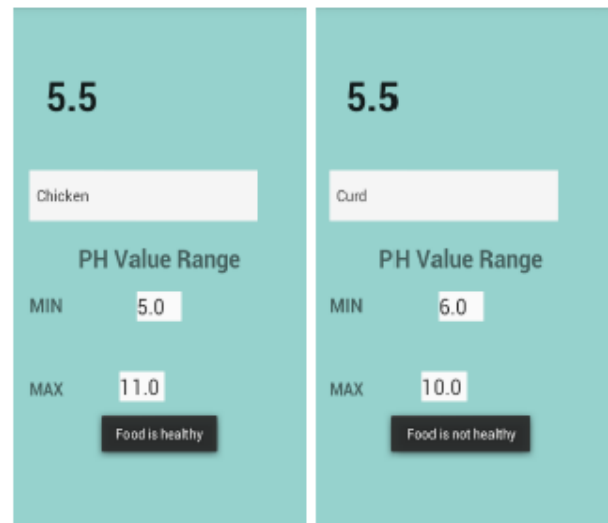 5.5
Chicken
PH Value Range
MIN 5.0
MAX 11.0
Food is healthy
5.5
Curd
PH Value Range
MIN 6.0
MAX 10.0
Food is not healthy